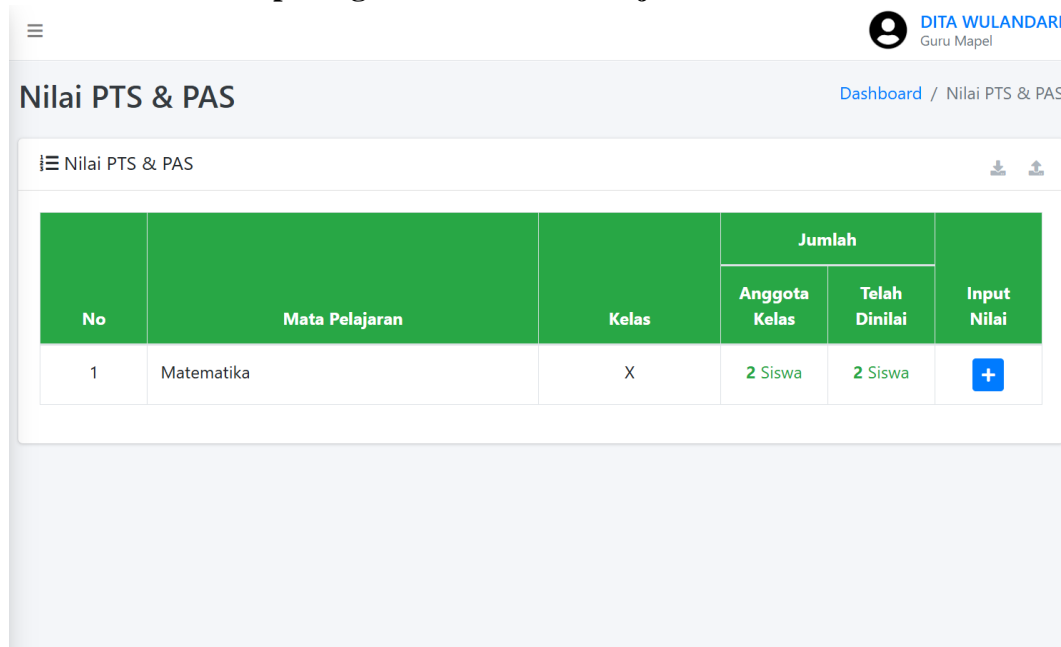 DITA WULANDARI
Guru Mapel
Nilai PTS & PAS
Dashboard / Nilai PTS & PAS
Nilai PTS & PAS
No
Mata Pelajaran
Kelas
Jumlah
Anggota
Kelas
Telah
Dinilai
Input
Nilai
1
Matematika
X
2 Siswa
2 Siswa
+